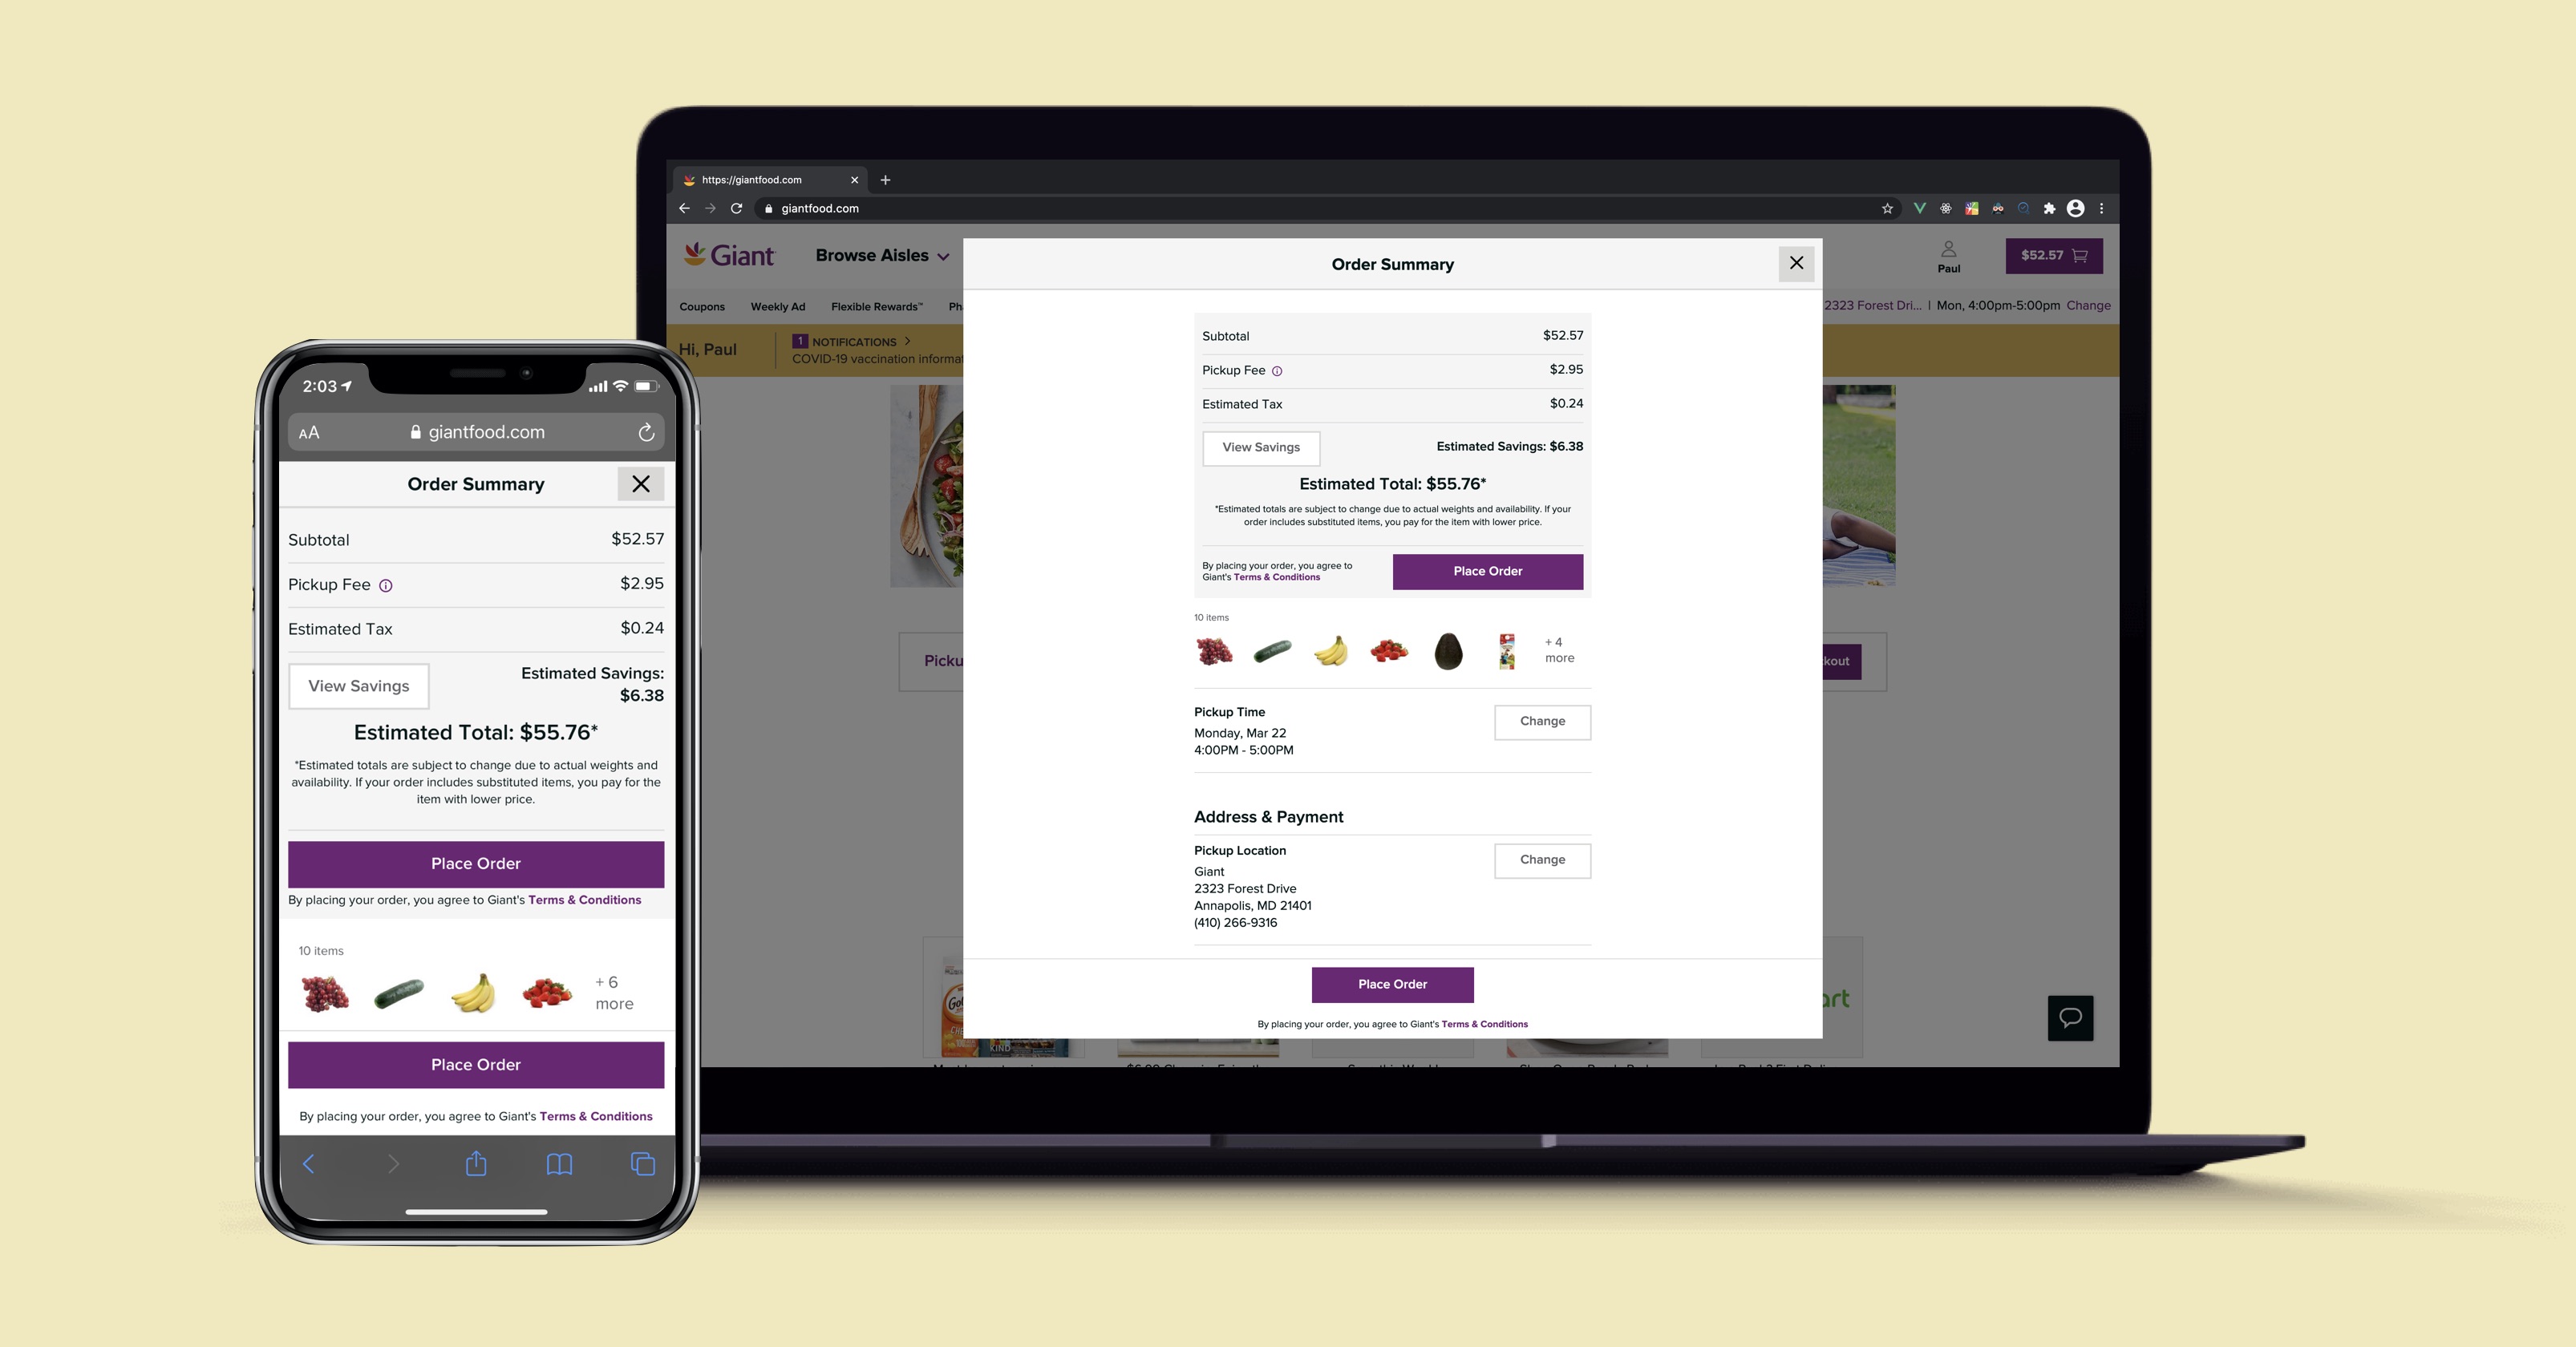 https://giantfood.com
giantfood.com
Giant
Browse Aisles
Order Summary
Paul
$52.57
Coupons
Weekly Ad
Flexible Rewards™
Ph
2323 Forest Dri... | Mon, 4:00pm-5:00pm Change
Hi, Paul
1 NOTIFICATIONS
COVID-19 vaccination informa
Subtotal $52.57
Pickup Fee $2.95
Estimated Tax $0.24
View Savings Estimated Savings: $6.38
Estimated Total: $55.76*
*Estimated totals are subject to change due to actual weights and availability. If your
order includes substituted items, you pay for the item with lower price.
By placing your order, you agree to
Giant's Terms & Conditions
Place Order
10 items
+ 4
more
Picku
kout
Pickup Time
Monday, Mar 22
4:00PM - 5:00PM
Change
Address & Payment
Pickup Location
Giant
2323 Forest Drive
Annapolis, MD 21401
(410) 266-9316
Change
KIND
art
Place Order
By placing your order, you agree to Giant's Terms & Conditions
2:03
AA giantfood.com
Order Summary
Subtotal $52.57
Pickup Fee $2.95
Estimated Tax $0.24
View Savings
Estimated Savings:
$6.38
Estimated Total: $55.76*
*Estimated totals are subject to change due to actual weights and
availability. If your order includes substituted items, you pay for the
item with lower price.
Place Order
By placing your order, you agree to Giant's Terms & Conditions
10 items
+ 6
more
Place Order
By placing your order, you agree to Giant's Terms & Conditions